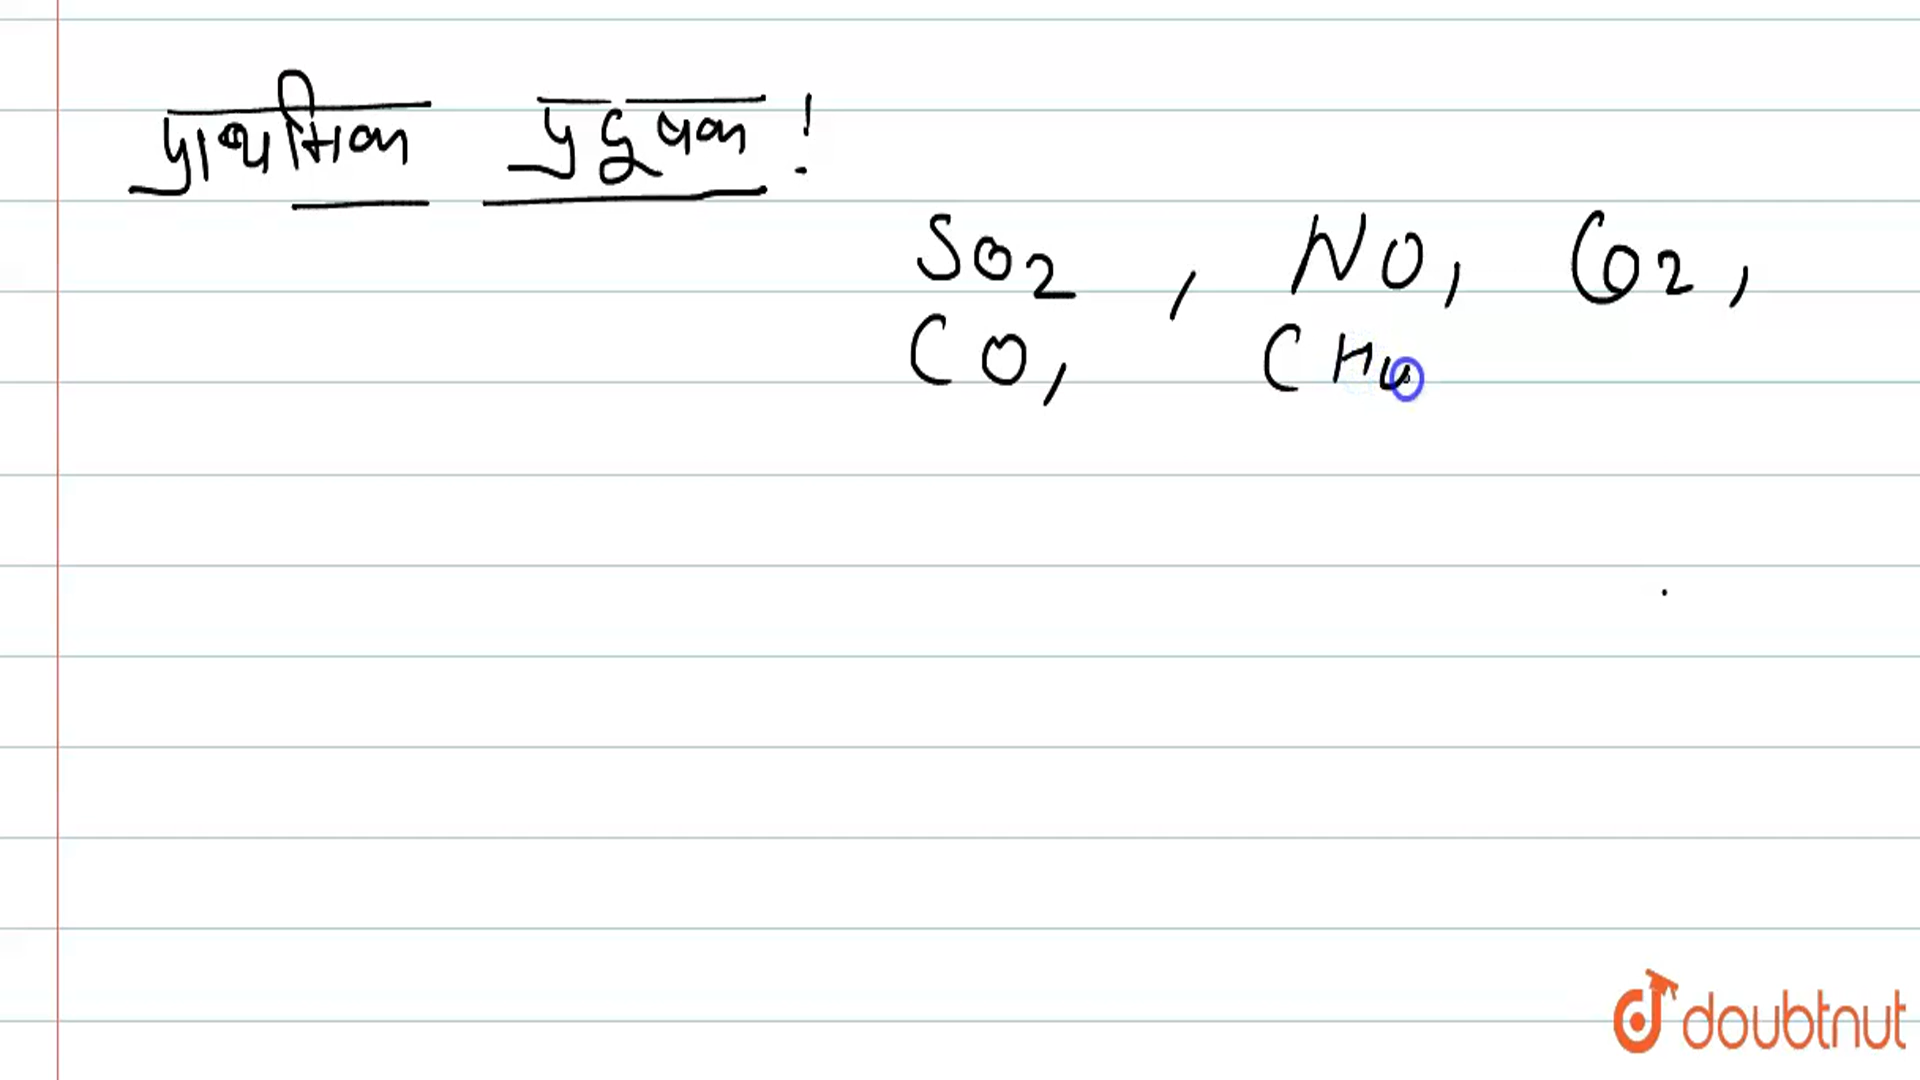 प्राथमिक प्रदूषक !
SO2 , NO, CO2,
CO, CH4
doubtnut